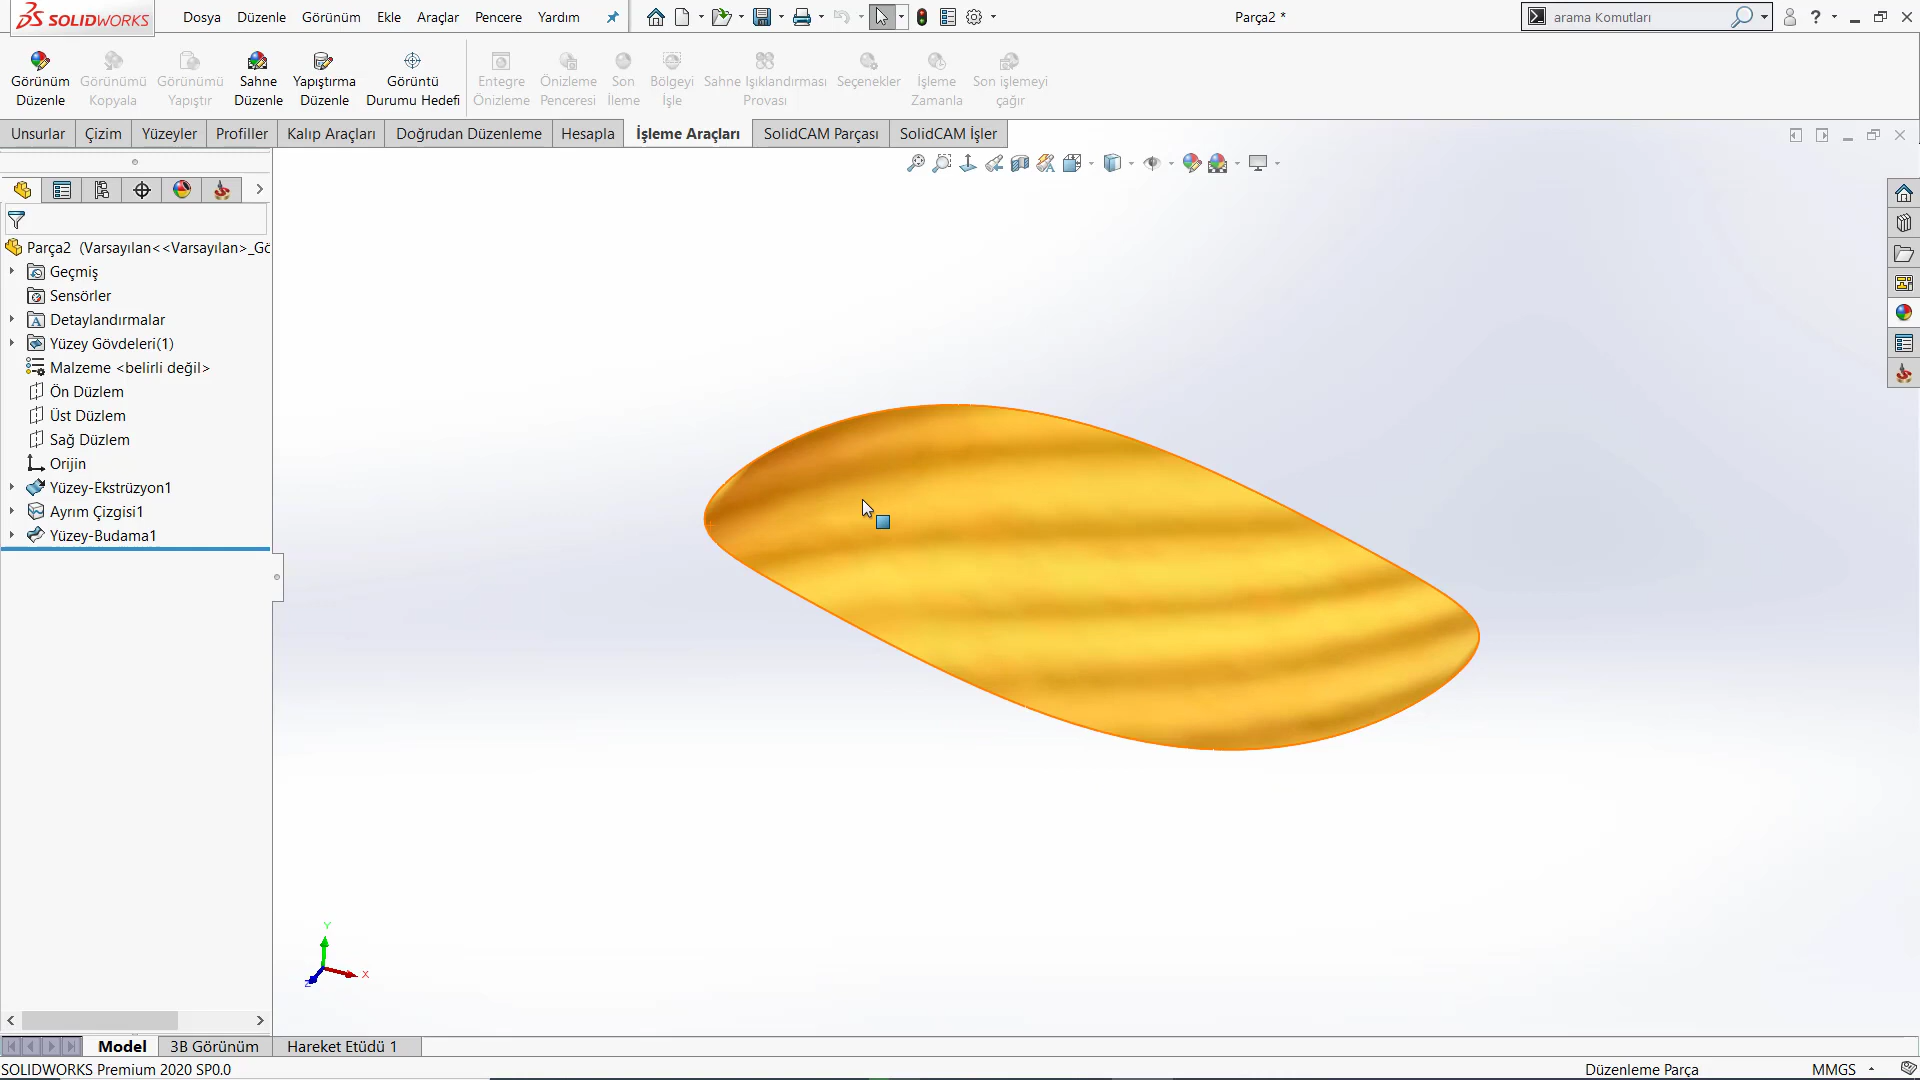 SOLIDWORKS
Dosya Düzenle Görünüm Ekle Araçlar Pencere Yardım
Parça2 *
arama Komutları
Görünüm Düzenle
Görünümü Kopyala
Görünümü Yapıştır
Sahne Düzenle
Yapıştırma Düzenle
Görüntü Durumu Hedefi
Entegre Önizleme
Önizleme Penceresi
Son İleme
Bölgeyi İşle
Sahne Işıklandırması Provası
Seçenekler
İşleme Zamanla
Son işlemeyi çağır
Unsurlar Çizim Yüzeyler Profiller Kalıp Araçları Doğrudan Düzenleme Hesapla İşleme Araçları SolidCAM Parçası SolidCAM İşler
Parça2 (Varsayılan<<Varsayılan>_Gö
Geçmiş
Sensörler
Detaylandırmalar
Yüzey Gövdeleri(1)
Malzeme <belirli değil>
Ön Düzlem
Üst Düzlem
Sağ Düzlem
Orijin
Yüzey-Ekstrüzyon1
Ayrım Çizgisi1
Yüzey-Budama1
Y
X
Z
Model 3B Görünüm Hareket Etüdü 1
SOLIDWORKS Premium 2020 SP0.0
Düzenleme Parça
MMGS